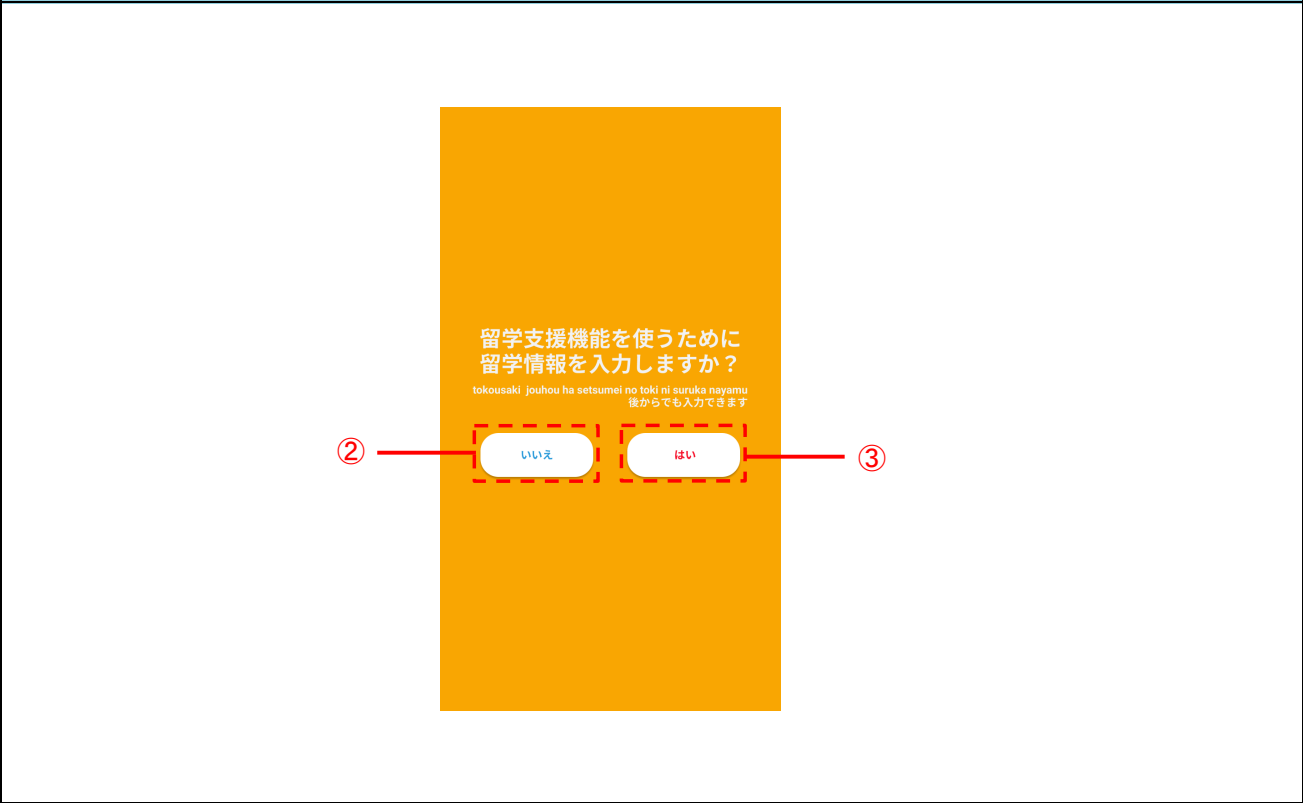 留学支援機能を使うために
留学情報を入力しますか？
tokousaki jouhou ha setsumei no toki ni suruka nayamu
後からでも入力できます
② いいえ はい ③